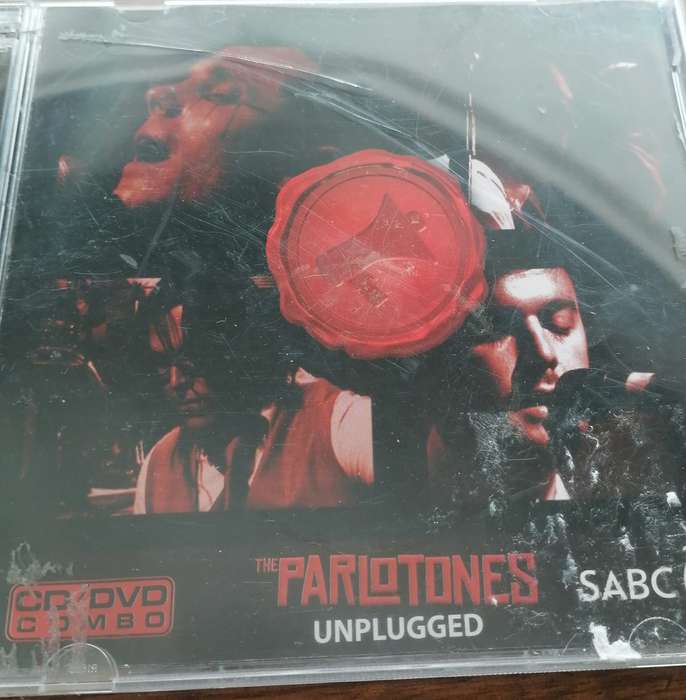 THE PARLOTONES
UNPLUGGED
CD/DVD
COMBO
SABC